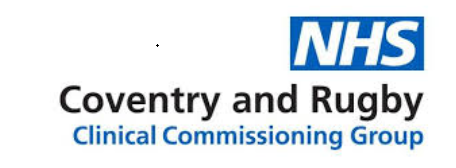 NHS
Coventry and Rugby
Clinical Commissioning Group